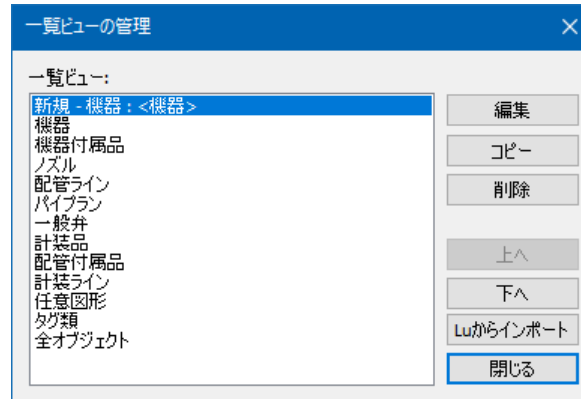 一覧ビューの管理
一覧ビュー:
新規 - 機器 : <機器>
機器
機器付属品
ノズル
配管ライン
パイプラン
一般弁
計装品
配管付属品
計装ライン
任意図形
タグ類
全オブジェクト
編集
コピー
削除
上へ
下へ
Luからインポート
閉じる